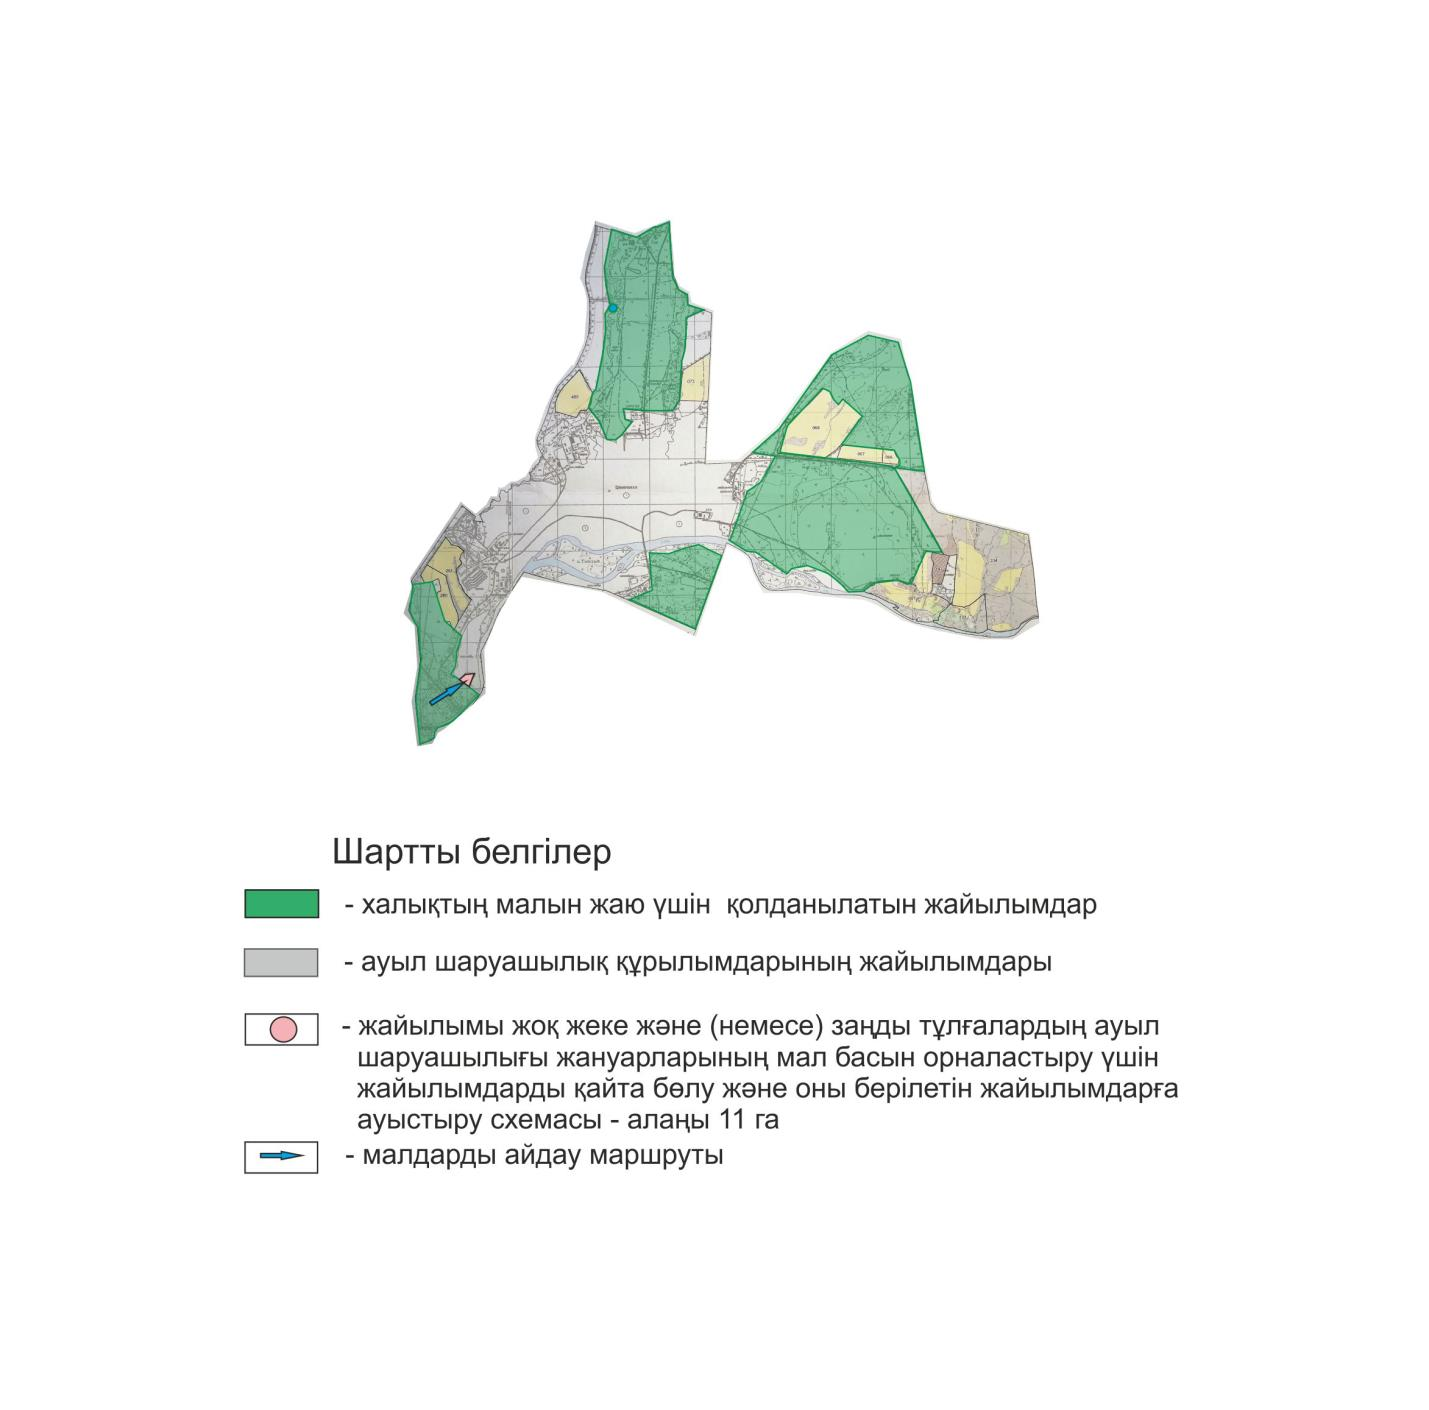 Шартты белгілер
- халықтың малын жаю үшін қолданылатын жайылымдар
- ауыл шаруашылық құрылымдарының жайылымдары
- жайылымы жоқ жеке және (немесе) заңды тұлғалардың ауыл
шаруашылығы жануарларының мал басын орналастыру үшін
жайылымдарды қайта бөлу және оны берілетін жайылымдарға
ауыстыру схемасы - алаңы 11 га
- малдарды айдау маршруты